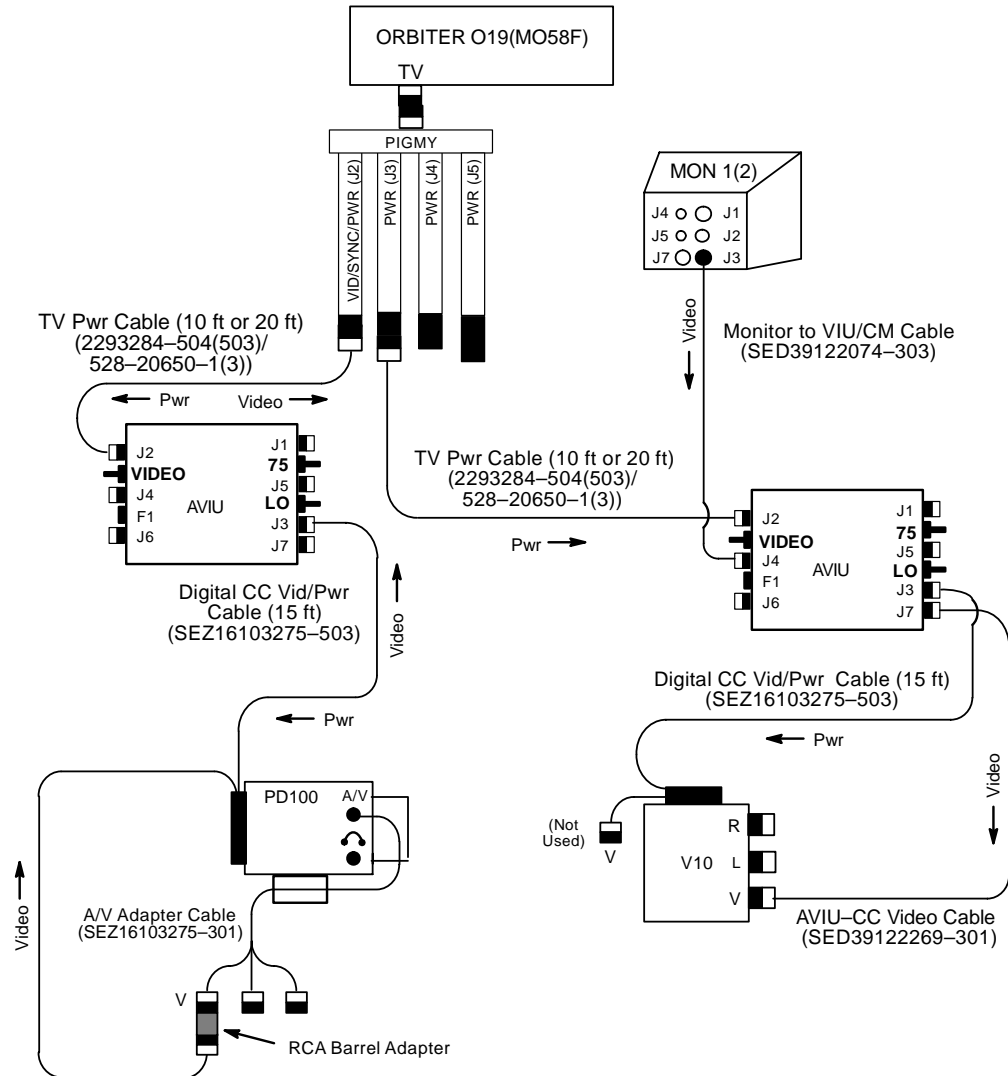 ORBITER O19(MO58F)
TV
PIGMY
VID/SYNC/PWR (J2)
PWR (J3)
PWR (J4)
PWR (J5)
MON 1(2)
J4 J1
J5 J2
J7 J3
Video
Monitor to VIU/CM Cable
(SED39122074–303)
TV Pwr Cable (10 ft or 20 ft)
(2293284–504(503)/
528–20650–1(3))
Pwr
Video
J2
VIDEO
J4
F1
J6
AVIU
J1
75
J5
LO
J3
J7
TV Pwr Cable (10 ft or 20 ft)
(2293284–504(503)/
528–20650–1(3))
Pwr
J2
VIDEO
J4
F1
J6
AVIU
J1
75
J5
LO
J3
J7
Digital CC Vid/Pwr
Cable (15 ft)
(SEZ16103275–503)
Video
Pwr
Digital CC Vid/Pwr Cable (15 ft)
(SEZ16103275–503)
Pwr
Video
PD100
A/V
(Not
Used)
V
V10
R
L
V
AVIU–CC Video Cable
(SED39122269–301)
Video
A/V Adapter Cable
(SEZ16103275–301)
V
RCA Barrel Adapter